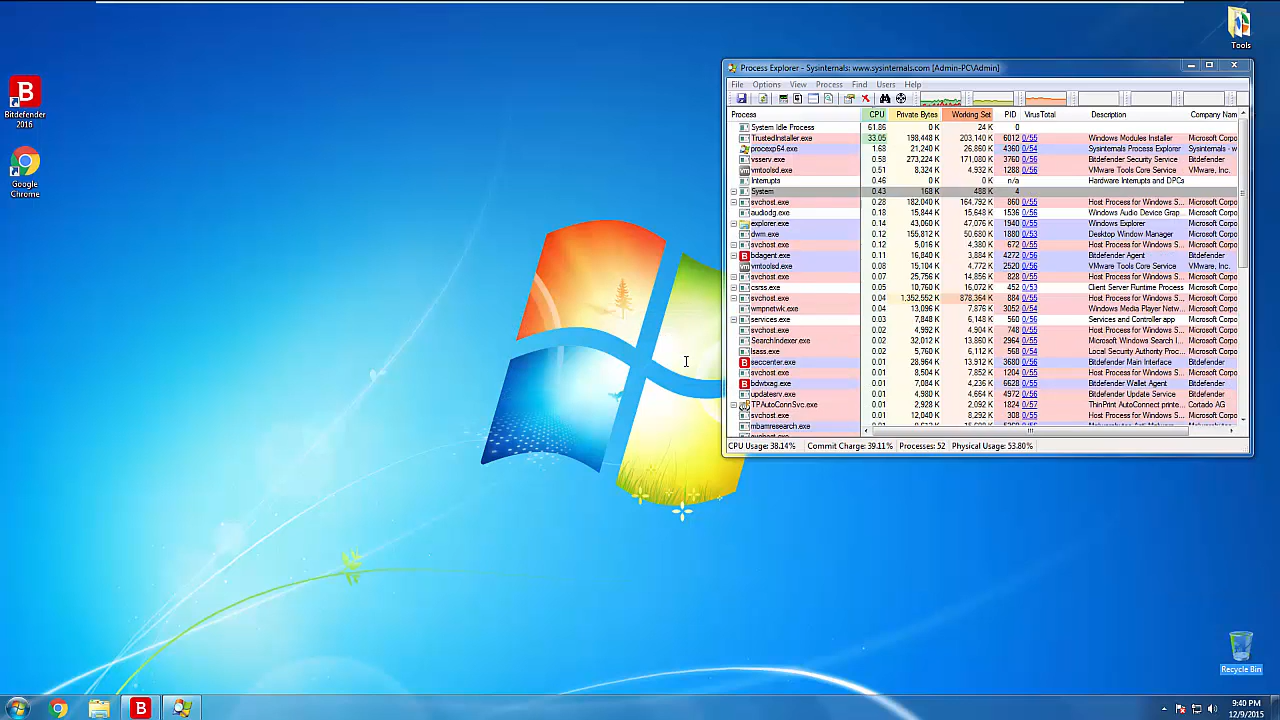 Tools
Bitdefender
2016
Google
Chrome
Process Explorer - Sysinternals: www.sysinternals.com [Admin-PC\Admin]
File Options View Process Find Users Help
Process CPU Private Bytes Working Set PID VirusTotal Description Company Nam
System Idle Process 61.86 0 K 24 K 0
TrustedInstaller.exe 33.05 198,448 K 203,140 K 6012 0/55 Windows Modules Installer Microsoft Corpo
procexp64.exe 1.68 21,240 K 26,860 K 4360 0/54 Sysinternals Process Explorer Sysinternals - w
vsserv.exe 0.58 273,224 K 171,080 K 3760 0/56 Bitdefender Security Service Bitdefender
vmtoolsd.exe 0.51 8,324 K 4,932 K 1288 0/56 VMware Tools Core Service VMware, Inc.
Interrupts 0.46 0 K 0 K n/a Hardware Interrupts and DPCs
System 0.43 168 K 488 K 4
svchost.exe 0.28 182,040 K 164,792 K 860 0/55 Host Process for Windows S... Microsoft Corpo
audiodg.exe 0.18 15,844 K 15,648 K 1536 0/56 Windows Audio Device Grap... Microsoft Corpo
explorer.exe 0.14 43,060 K 47,076 K 1940 0/55 Windows Explorer Microsoft Corpo
dwm.exe 0.12 155,812 K 50,680 K 1880 0/53 Desktop Window Manager Microsoft Corpo
svchost.exe 0.12 5,016 K 4,380 K 672 0/55 Host Process for Windows S... Microsoft Corpo
bdagent.exe 0.11 16,840 K 3,884 K 4272 0/56 Bitdefender Agent Bitdefender
vmtoolsd.exe 0.08 15,104 K 4,772 K 2520 0/56 VMware Tools Core Service VMware, Inc.
svchost.exe 0.07 25,756 K 14,856 K 828 0/55 Host Process for Windows S... Microsoft Corpo
csrss.exe 0.05 10,760 K 16,072 K 452 0/53 Client Server Runtime Process Microsoft Corpo
svchost.exe 0.04 1,352,552 K 878,364 K 884 0/55 Host Process for Windows S... Microsoft Corpo
wmpnetwk.exe 0.04 13,096 K 7,876 K 3052 0/54 Windows Media Player Netw... Microsoft Corpo
services.exe 0.03 7,848 K 6,148 K 560 0/56 Services and Controller app Microsoft Corpo
svchost.exe 0.02 4,992 K 4,904 K 748 0/55 Host Process for Windows S... Microsoft Corpo
SearchIndexer.exe 0.02 32,012 K 13,860 K 2964 0/55 Microsoft Windows Search I... Microsoft Corpo
lsass.exe 0.02 5,760 K 6,112 K 568 0/54 Local Security Authority Proc... Microsoft Corpo
seccenter.exe 0.01 28,964 K 13,912 K 3680 0/56 Bitdefender Main Interface Bitdefender
svchost.exe 0.01 8,504 K 7,852 K 1204 0/55 Host Process for Windows S... Microsoft Corpo
bdwtxag.exe 0.01 7,084 K 4,236 K 6628 0/55 Bitdefender Wallet Agent Bitdefender
updatesrv.exe 0.01 4,980 K 4,664 K 4972 0/56 Bitdefender Update Service Bitdefender
TPAutoConnSvc.exe 0.01 2,928 K 2,092 K 1824 0/57 ThinPrint AutoConnect printe... Cortado AG
svchost.exe 0.01 12,040 K 8,292 K 308 0/55 Host Process for Windows S... Microsoft Corpo
mbamresearch.exe 0.01
CPU Usage: 38.14% Commit Charge: 39.11% Processes: 52 Physical Usage: 53.80%
Recycle Bin
9:40 PM
12/9/2015